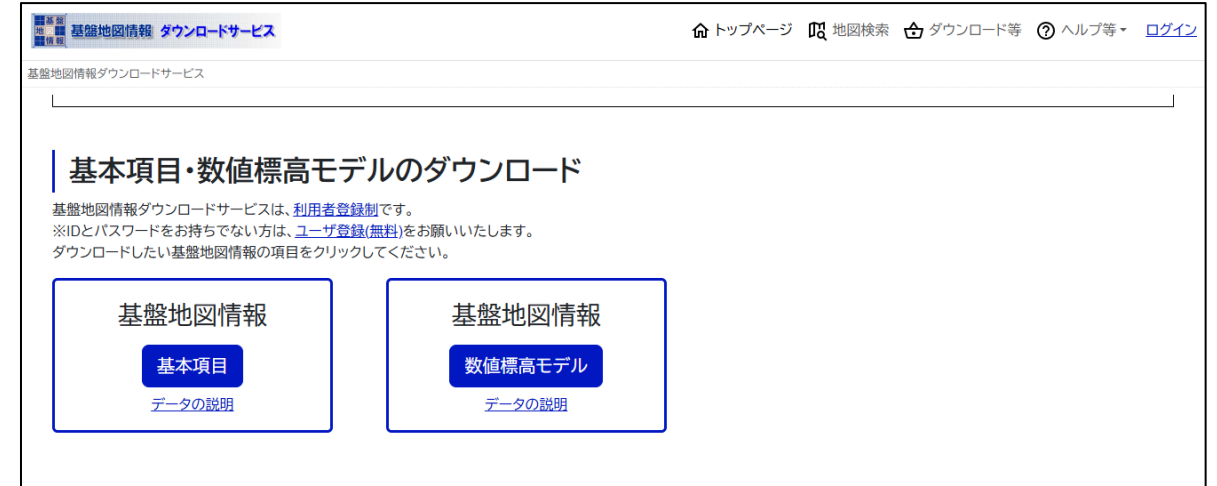 基盤地図情報 基盤地図情報 ダウンロードサービス トップページ 地図検索 ダウンロード等 ヘルプ等 ログイン
基盤地図情報ダウンロードサービス
基本項目・数値標高モデルのダウンロード
基盤地図情報ダウンロードサービスは、利用者登録制です。
※IDとパスワードをお持ちでない方は、ユーザ登録(無料)をお願いいたします。
ダウンロードしたい基盤地図情報の項目をクリックしてください。
基盤地図情報
基本項目
データの説明
基盤地図情報
数値標高モデル
データの説明